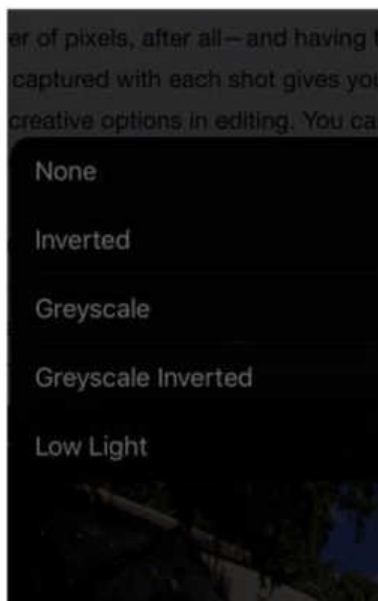 er of pixels, after all—and having
captured with each shot gives you
creative options in editing. You ca
None
Inverted
Greyscale
Greyscale Inverted
Low Light